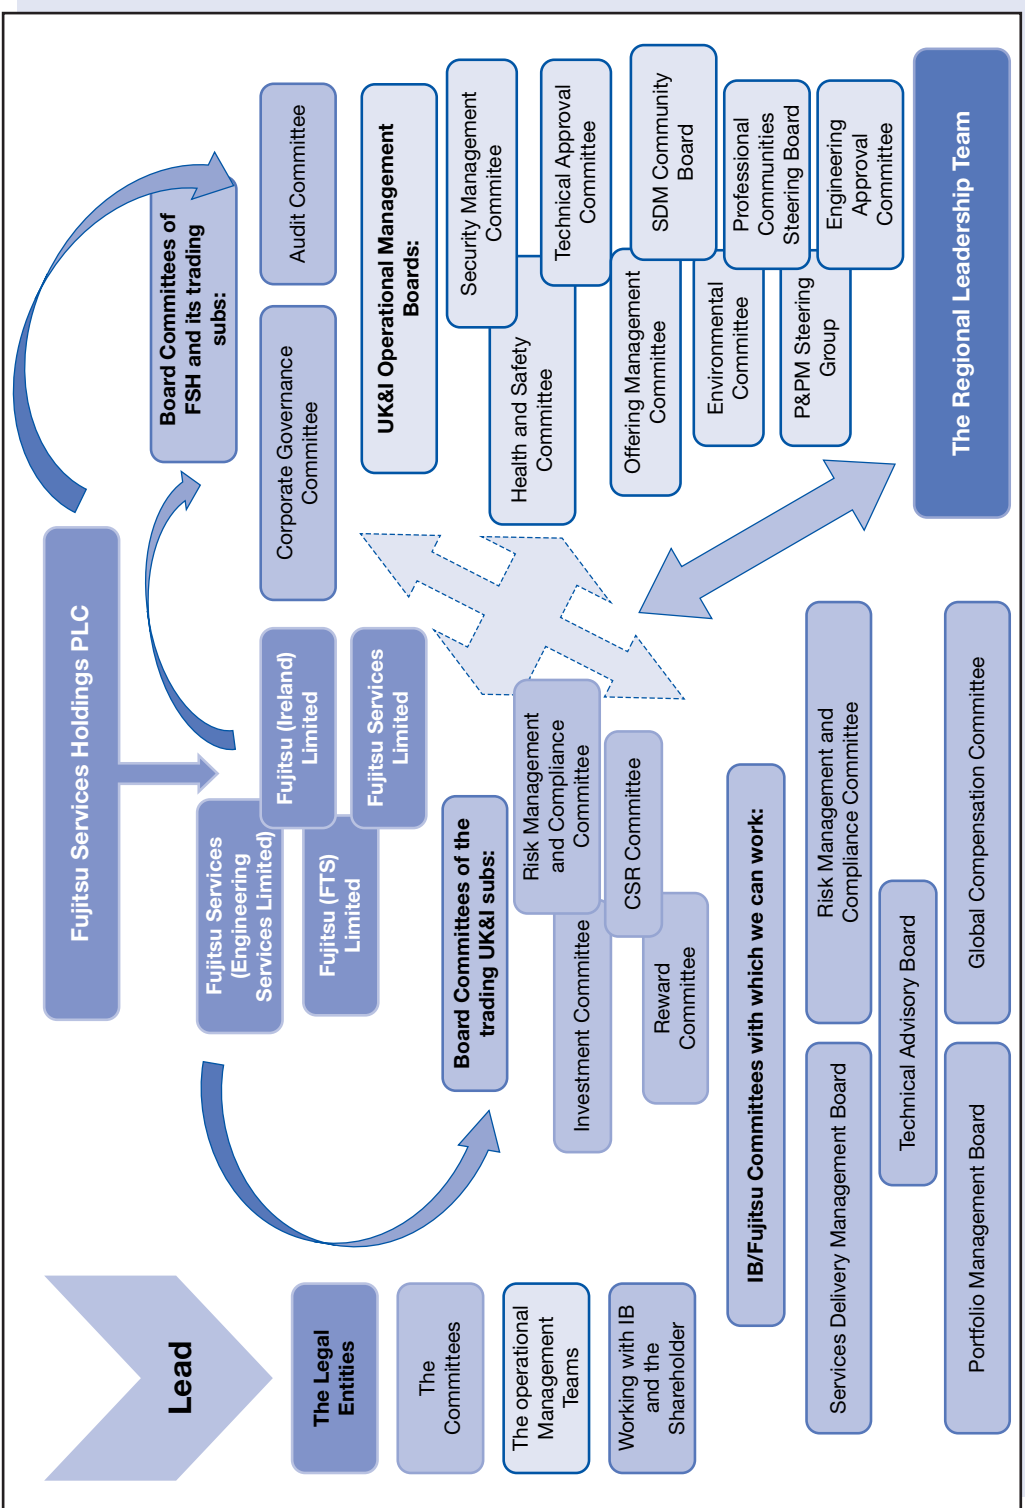 Lead
The Legal
Entities
The
Committees
The operational
Management
Teams
Working with IB
and the
Shareholder
Fujitsu Services Holdings PLC
Fujitsu Services
(Engineering
Services Limited)
Fujitsu (Ireland)
Limited
Fujitsu (FTS)
Limited
Fujitsu Services
Limited
Board Committees of
FSH and its trading
subs:
Corporate Governance
Committee
Audit Committee
Board Committees of the
trading UK&I subs:
Risk Management
and Compliance
Committee
Investment Committee
CSR Committee
Reward
Committee
UK&I Operational Management
Boards:
Security Management
Committee
Health and Safety
Committee
Technical Approval
Committee
Offering Management
Committee
SDM Community
Board
Environmental
Committee
Professional
Communities
Steering Board
P&PM Steering
Group
Engineering
Approval
Committee
IB/Fujitsu Committees with which we can work:
Services Delivery Management Board
Risk Management and
Compliance Committee
Technical Advisory Board
Portfolio Management Board
Global Compensation Committee
The Regional Leadership Team